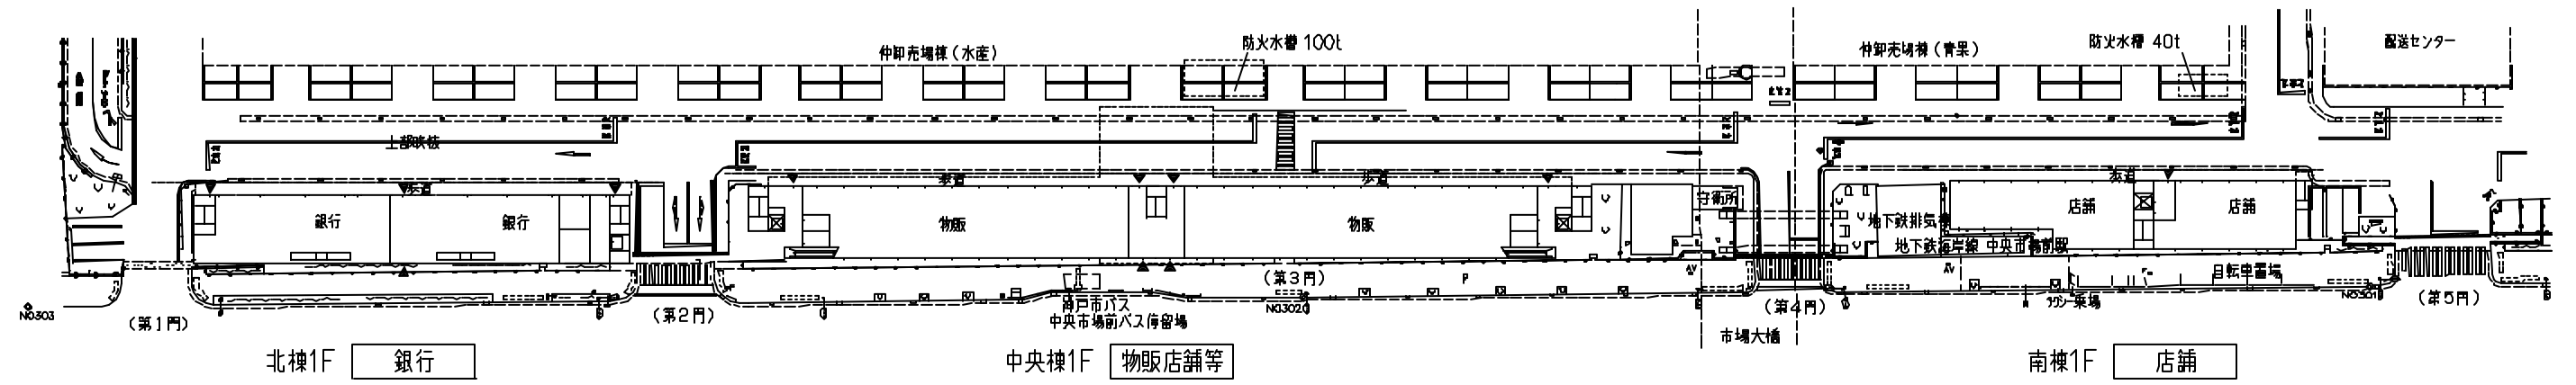 仲卸売場棟（水産）
防火水槽 100t
仲卸売場棟（青果）
防火水槽 40t
配送センター
上部鉄板
歩道
歩道
歩道
歩道
銀行
銀行
物販
物販
守衛所
地下鉄排気棟
店舗
店舗
地下鉄海岸線 中央市場前駅
（第3門）
自転車置場
NO303
（第1門）
（第2門）
神戸市バス
中央市場前バス停留場
NO302
（第4門）
タクシー乗場
NO301
（第5門）
市場大橋
北棟1F 銀行
中央棟1F 物販店舗等
南棟1F 店舗